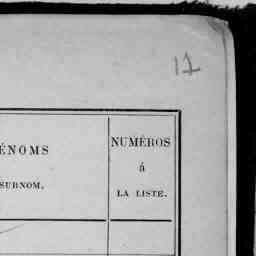 17
ÉNOMS
SURNOM.
NUMÉROS
á
LA LISTE.